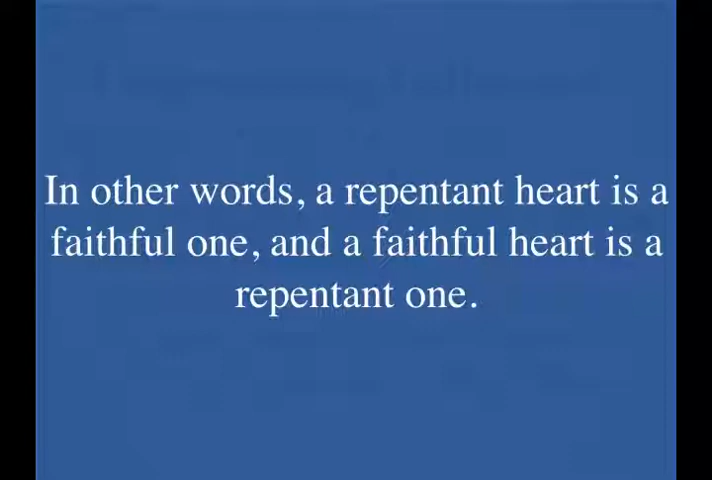 In other words, a repentant heart is a
faithful one, and a faithful heart is a
repentant one.